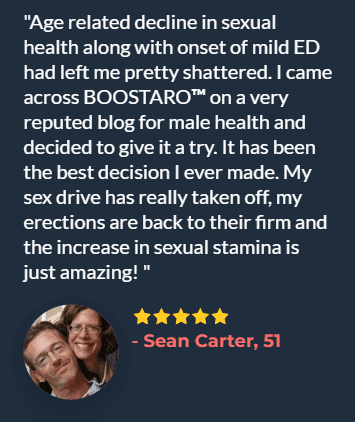 "Age related decline in sexual
health along with onset of mild ED
had left me pretty shattered. I came
across BOOSTARO™ on a very
reputed blog for male health and
decided to give it a try. It has been
the best decision I ever made. My
sex drive has really taken off, my
erections are back to their firm and
the increase in sexual stamina is
just amazing! "
- Sean Carter, 51